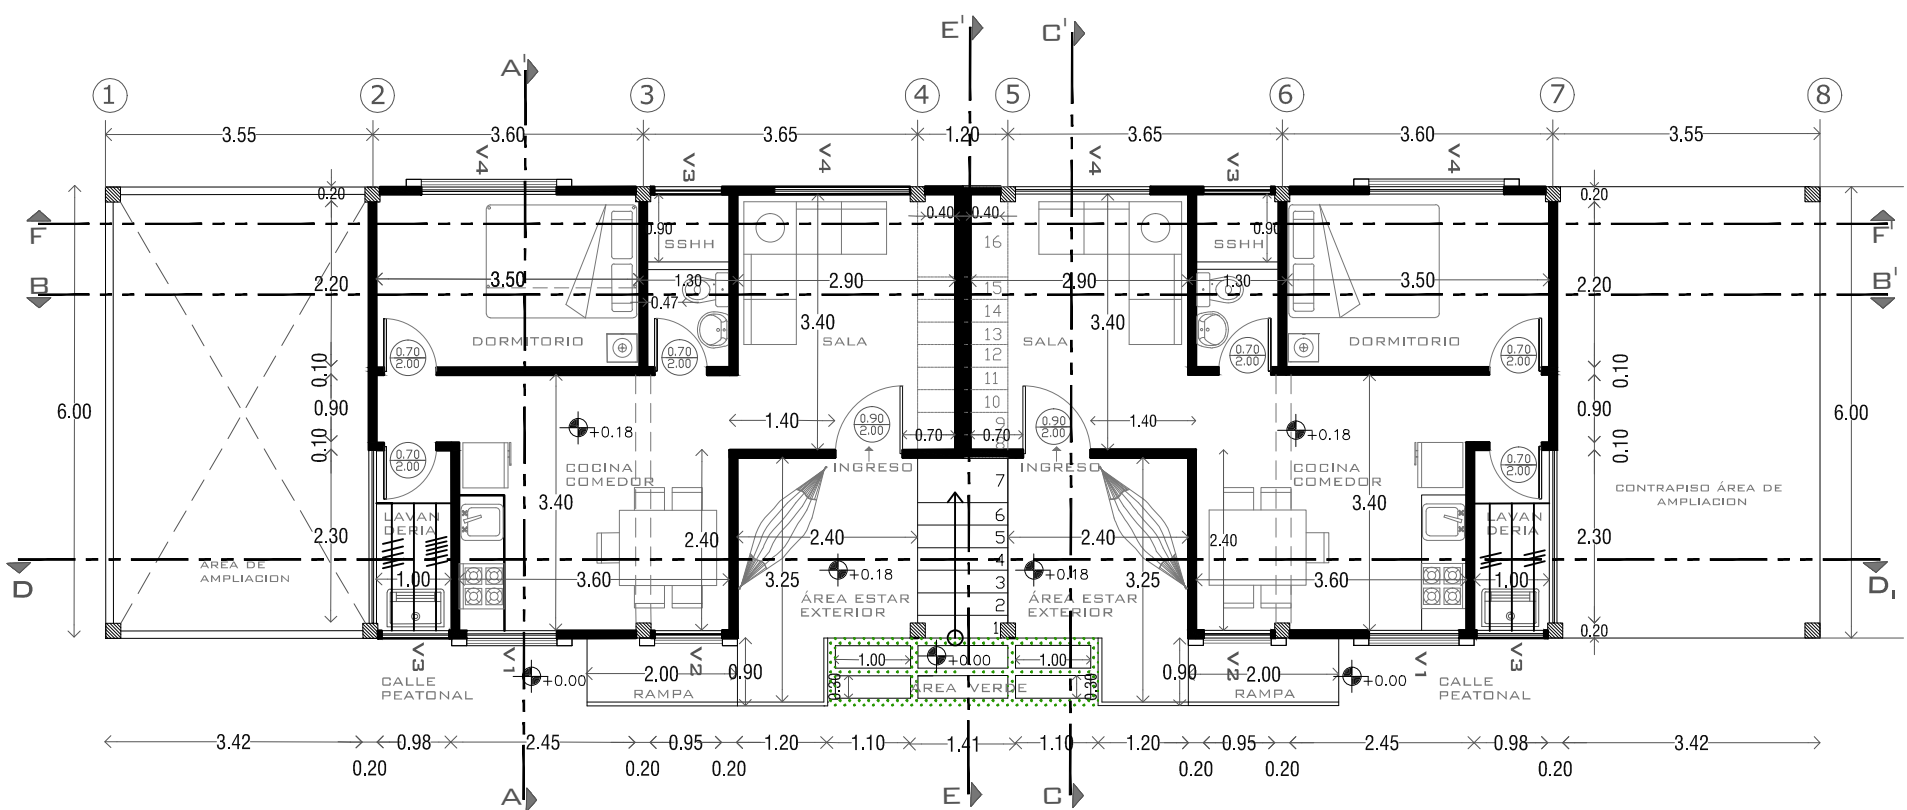 E' C'
A'
1 2 3 4 5 6 7 8
3.55 3.60 3.65 1.20 3.65 3.60 3.55
V4 V3 V4 V4 V3 V4
0.20 0.20
0.40 0.40
F F'
0.90 SSHH 16 SSHH 0.90
B B'
2.20 3.50 1.30 2.90 2.90 1.30 3.50 2.20
0.47 15
3.40 14 3.40
13
DORMITORIO SALA SALA DORMITORIO
0.70 0.70 12 0.70 0.70
2.00 2.00 2.00 2.00
0.10 11 0.10
6.00 0.90 10 0.90 6.00
1.40 0.90 9 0.90 1.40
2.00 2.00
+0.18 0.70 0.70 +0.18
0.10 8 0.10
0.70 0.70
2.00 2.00
COCINA INGRESO INGRESO COCINA
COMEDOR COMEDOR
7
CONTRAPISO ÁREA DE
AMPLIACION
3.40 3.40
LAVAN 6 LAVAN
DERIA DERIA
2.30 2.40 2.40 5 2.40 2.40 2.30
D D,
AREA DE
AMPLIACION
4
1.00 3.60 3.25 +0.18 3 +0.18 3.25 3.60 1.00
ÁREA ESTAR ÁREA ESTAR
EXTERIOR EXTERIOR
2
1
0.20 0.20
V3 V1 V2 V2 V1 V3
1.00 +0.00 1.00
CALLE
PEATONAL
+0.00 2.00 0.90 0.90 2.00 +0.00
CALLE
PEATONAL
RAMPA 0.30 AREA VERDE 0.30 RAMPA
3.42 0.98 2.45 0.95 1.20 1.10 1.41 1.10 1.20 0.95 2.45 0.98 3.42
0.20 0.20 0.20 0.20 0.20 0.20
A E C